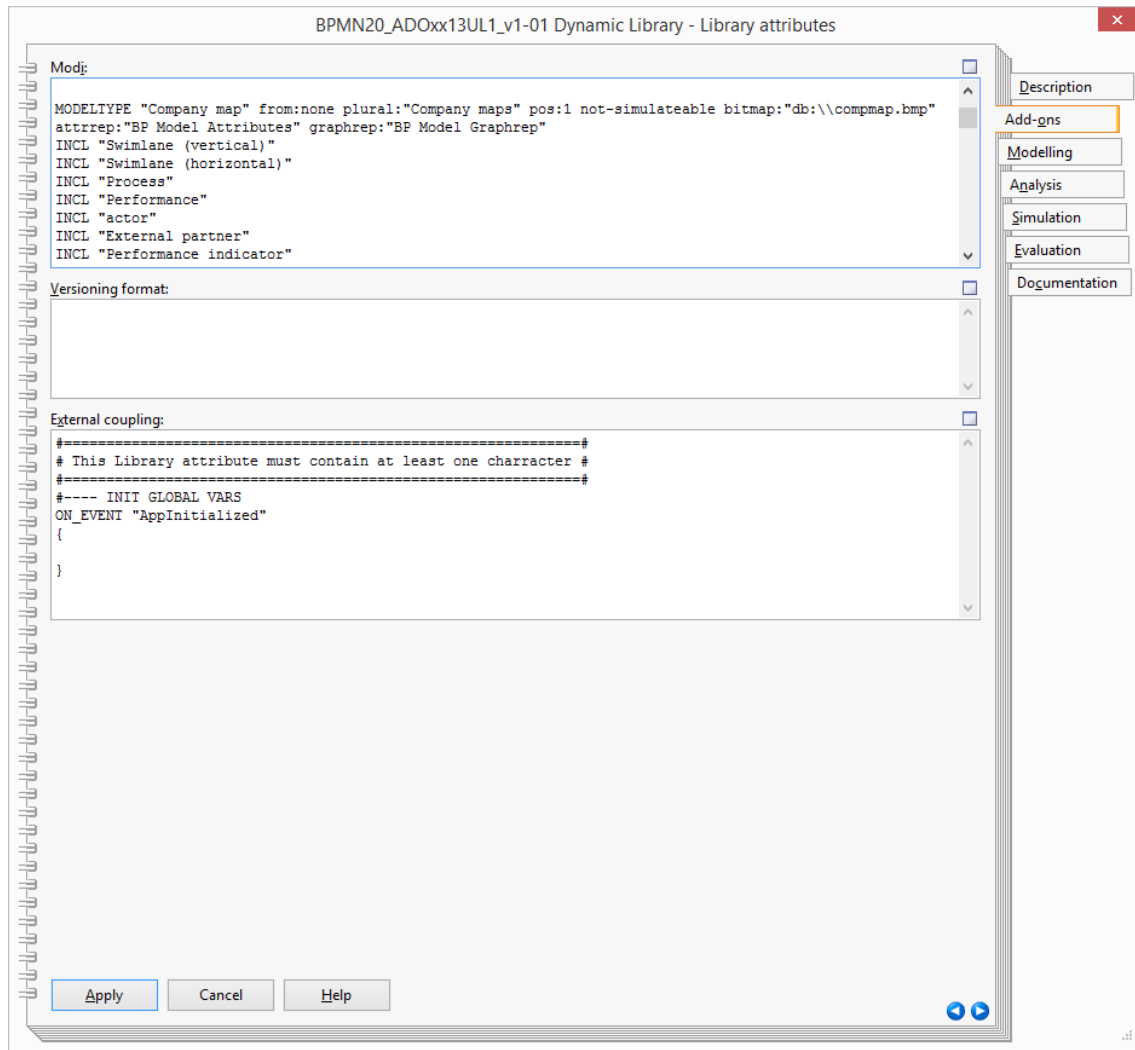 BPMN20_ADOxx13UL1_v1-01 Dynamic Library - Library attributes
Modi:
MODELTYPE "Company map" from:none plural:"Company maps" pos:1 not-simulateable bitmap:"db:\\compmap.bmp"
attrrep:"BP Model Attributes" graphrep:"BP Model Graphrep"
INCL "Swimlane (vertical)"
INCL "Swimlane (horizontal)"
INCL "Process"
INCL "Performance"
INCL "actor"
INCL "External partner"
INCL "Performance indicator"
Versioning format:
External coupling:
#=============================================================#
# This Library attribute must contain at least one charracter #
#=============================================================#
#---- INIT GLOBAL VARS
ON_EVENT "AppInitialized"
{
}
Description
Add-ons
Modelling
Analysis
Simulation
Evaluation
Documentation
Apply
Cancel
Help